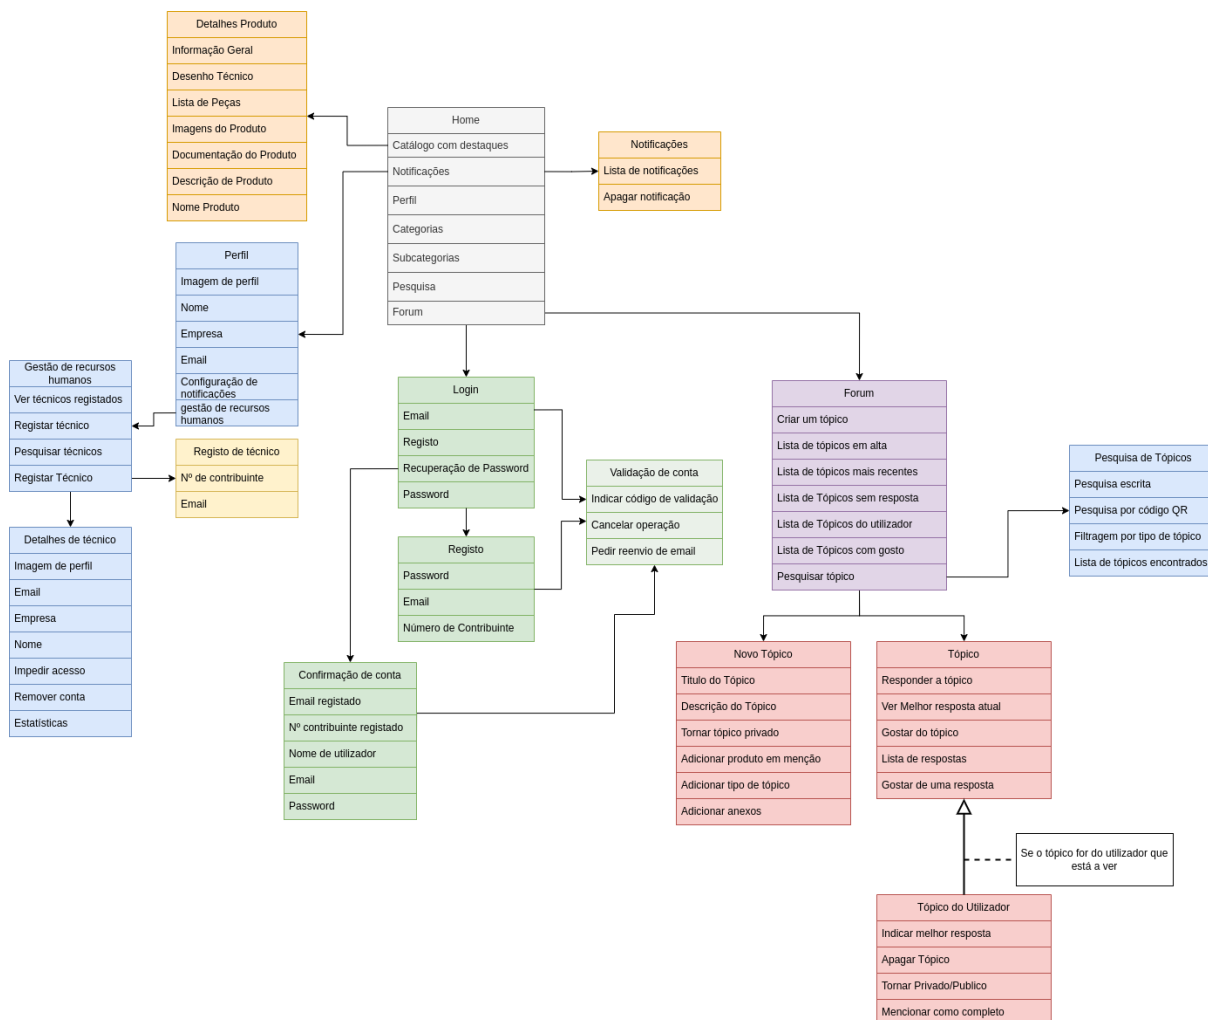 Detalhes Produto
Informação Geral
Desenho Técnico
Lista de Peças
Imagens do Produto
Documentação do Produto
Descrição de Produto
Nome Produto
Home
Catálogo com destaques
Notificações
Perfil
Categorias
Subcategorias
Pesquisa
Forum
Notificações
Lista de notificações
Apagar notificação
Perfil
Imagem de perfil
Nome
Empresa
Email
Configuração de
notificações
gestão de recursos
humanos
Gestão de recursos
humanos
Ver técnicos registados
Registar técnico
Pesquisar técnicos
Registar Técnico
Registo de técnico
Nº de contribuinte
Email
Detalhes de técnico
Imagem de perfil
Email
Empresa
Nome
Impedir acesso
Remover conta
Estatísticas
Login
Email
Registo
Recuperação de Password
Password
Registo
Password
Email
Número de Contribuinte
Validação de conta
Indicar código de validação
Cancelar operação
Pedir reenvio de email
Confirmação de conta
Email registado
Nº contribuinte registado
Nome de utilizador
Email
Password
Forum
Criar um tópico
Lista de tópicos em alta
Lista de tópicos mais recentes
Lista de Tópicos sem resposta
Lista de Tópicos do utilizador
Lista de Tópicos com gosto
Pesquisar tópico
Pesquisa de Tópicos
Pesquisa escrita
Pesquisa por código QR
Filtragem por tipo de tópico
Lista de tópicos encontrados
Novo Tópico
Titulo do Tópico
Descrição do Tópico
Tornar tópico privado
Adicionar produto em menção
Adicionar tipo de tópico
Adicionar anexos
Tópico
Responder a tópico
Ver Melhor resposta atual
Gostar do tópico
Lista de respostas
Gostar de uma resposta
Se o tópico for do utilizador que
está a ver
Tópico do Utilizador
Indicar melhor resposta
Apagar Tópico
Tornar Privado/Publico
Mencionar como completo